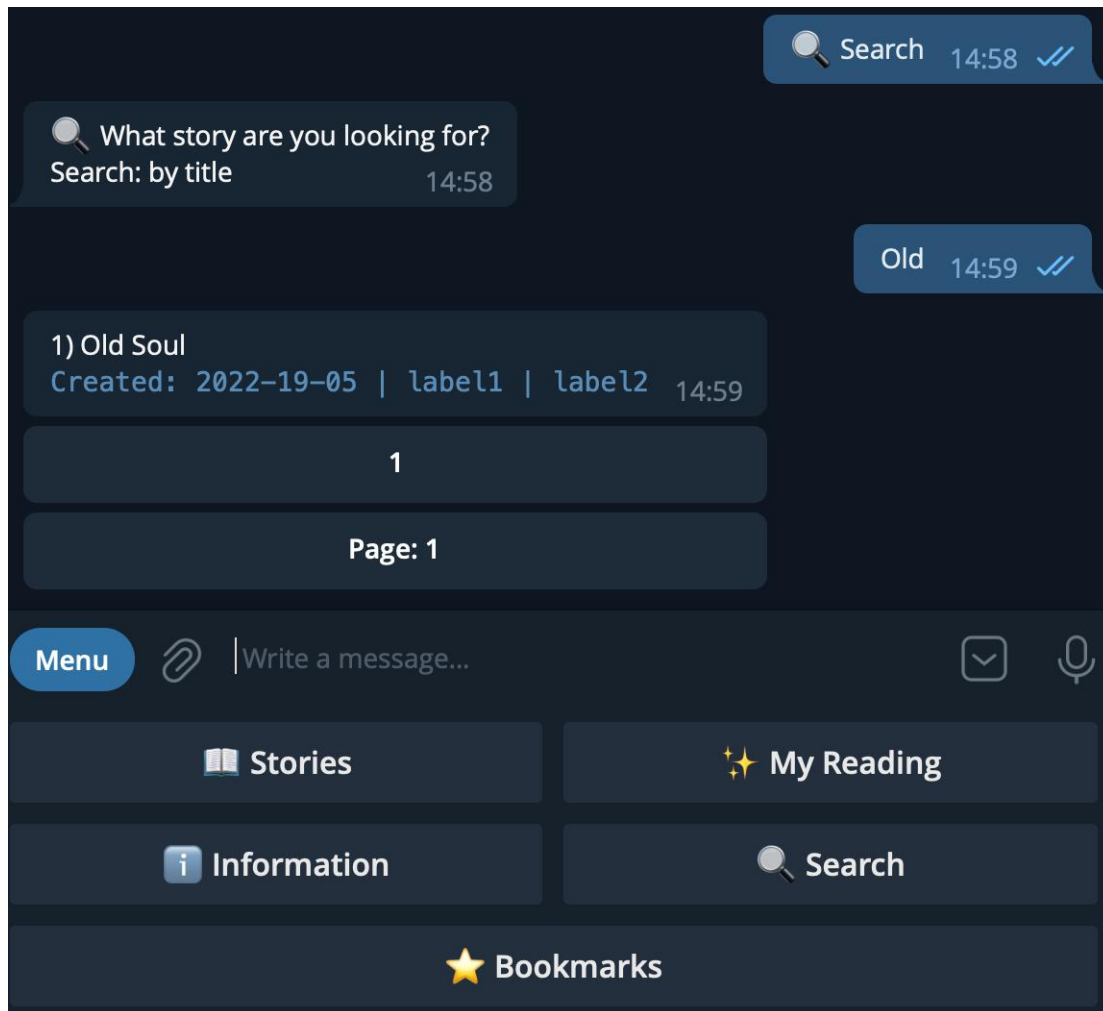 🔍 Search 14:58
🔍 What story are you looking for?
Search: by title 14:58
Old 14:59
1) Old Soul
Created: 2022-19-05 | label1 | label2 14:59
1
Page: 1
Menu Write a message...
📖 Stories ✨ My Reading
ℹ️ Information 🔍 Search
⭐ Bookmarks